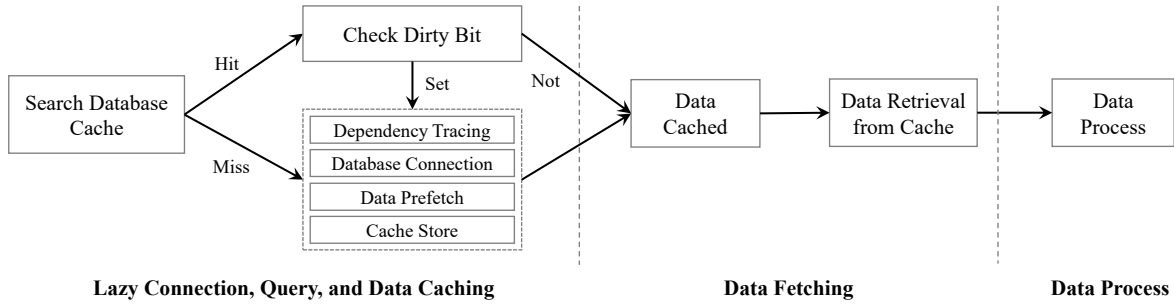 Search Database
Cache
Hit
Miss
Check Dirty Bit
Set
Not
Dependency Tracing
Database Connection
Data Prefetch
Cache Store
Data
Cached
Data Retrieval
from Cache
Data
Process
Lazy Connection, Query, and Data Caching
Data Fetching
Data Process